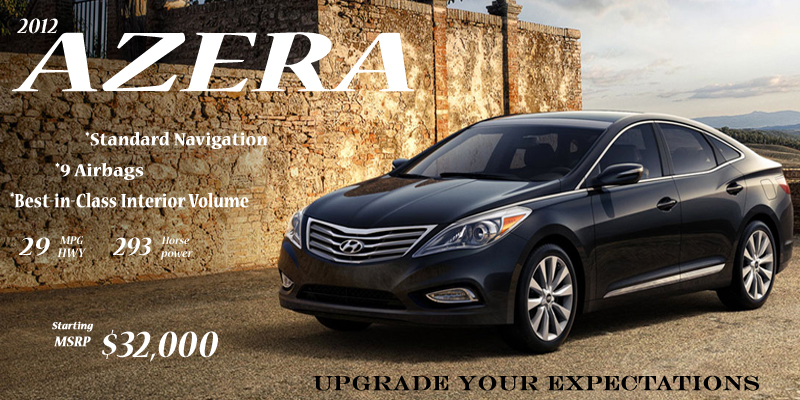 2012
AZERA
*Standard Navigation
*9 Airbags
*Best in Class Interior Volume
29 MPG HWY 293 Horse power
Starting MSRP $32,000
UPGRADE YOUR EXPECTATIONS